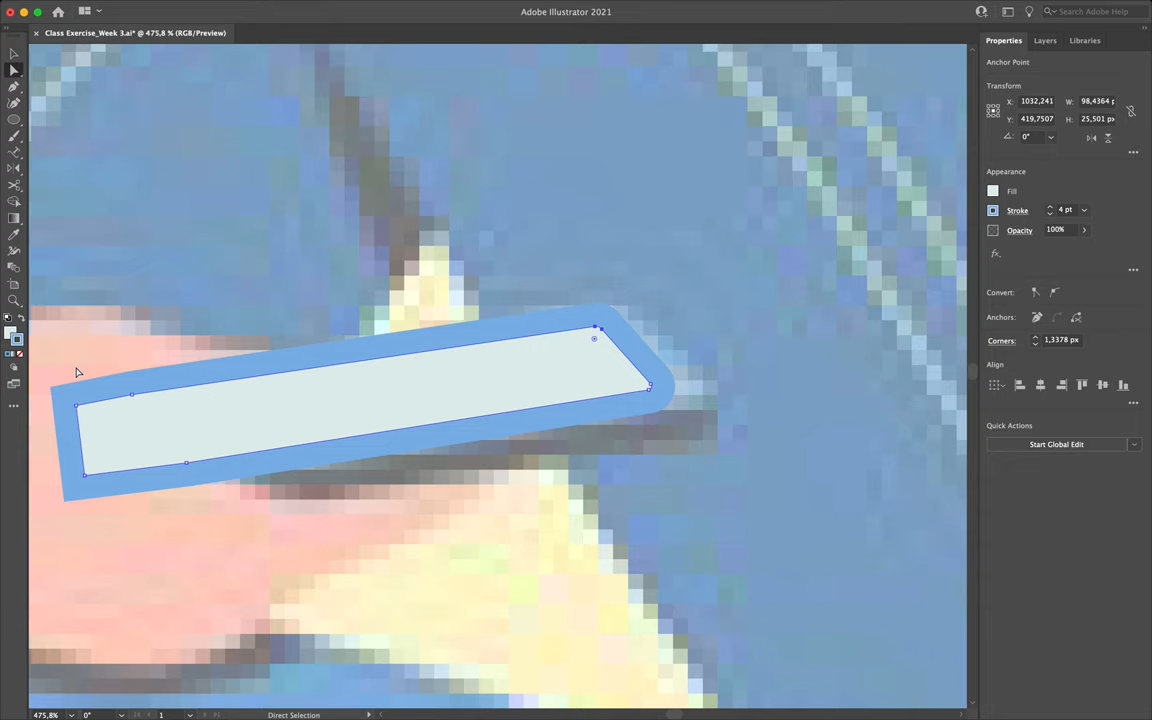 Adobe Illustrator 2021
Search Adobe Help
× Class Exercise_Week 3.ai* @ 475,8 % (RGB/Preview)
Properties Layers Libraries
Anchor Point
Transform
X: 1032,241 W: 98,4364 p
Y: 419,7507 H: 25,501 px
0°
Appearance
Fill
Stroke 4 pt
Opacity 100%
fx.
Convert:
Anchors:
Corners: 1,3378 px
Align
Quick Actions
Start Global Edit
475,8% 0° 1 Direct Selection